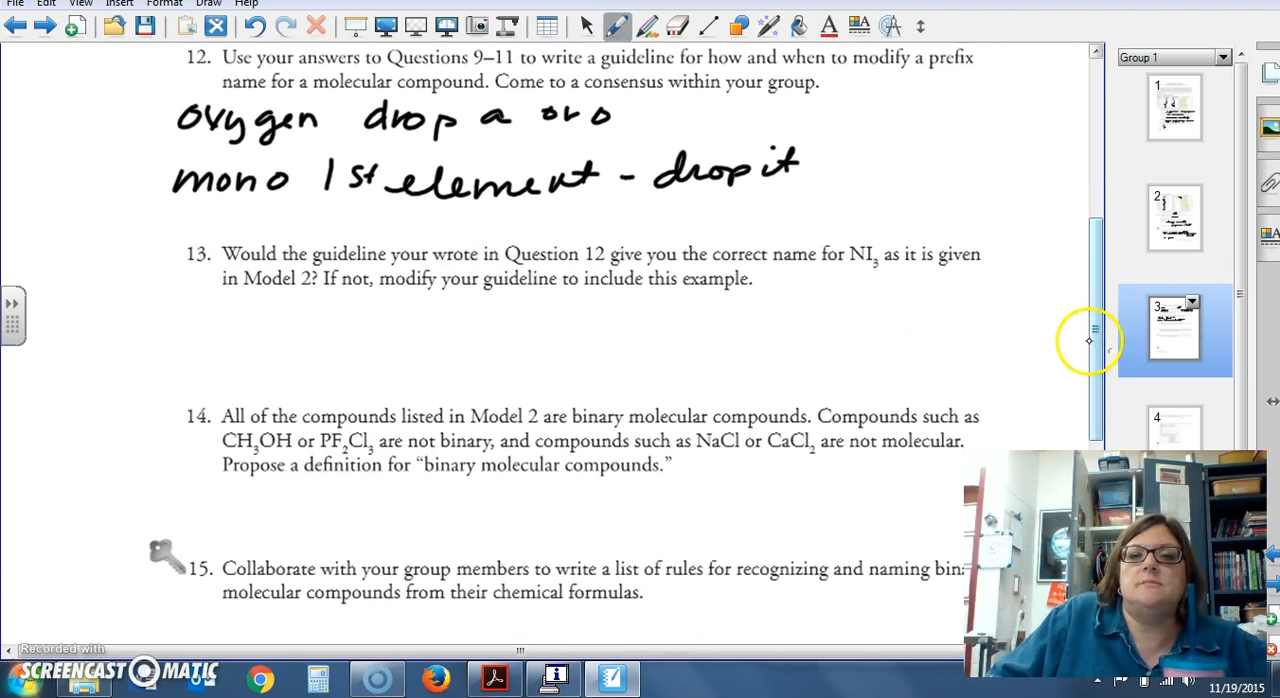 File Edit View Insert Format Tools Draw Help
12. Use your answers to Questions 9–11 to write a guideline for how and when to modify a prefix
name for a molecular compound. Come to a consensus within your group.
oxygen drop a or o
mono 1st element - drop it
13. Would the guideline your wrote in Question 12 give you the correct name for NI3 as it is given
in Model 2? If not, modify your guideline to include this example.
14. All of the compounds listed in Model 2 are binary molecular compounds. Compounds such as
CH3OH or PF2Cl3 are not binary, and compounds such as NaCl or CaCl2 are not molecular.
Propose a definition for “binary molecular compounds.”
15. Collaborate with your group members to write a list of rules for recognizing and naming bin
molecular compounds from their chemical formulas.
Group 1
1
2
3
4
Recorded with
SCREENCAST MATIC
11/19/2015